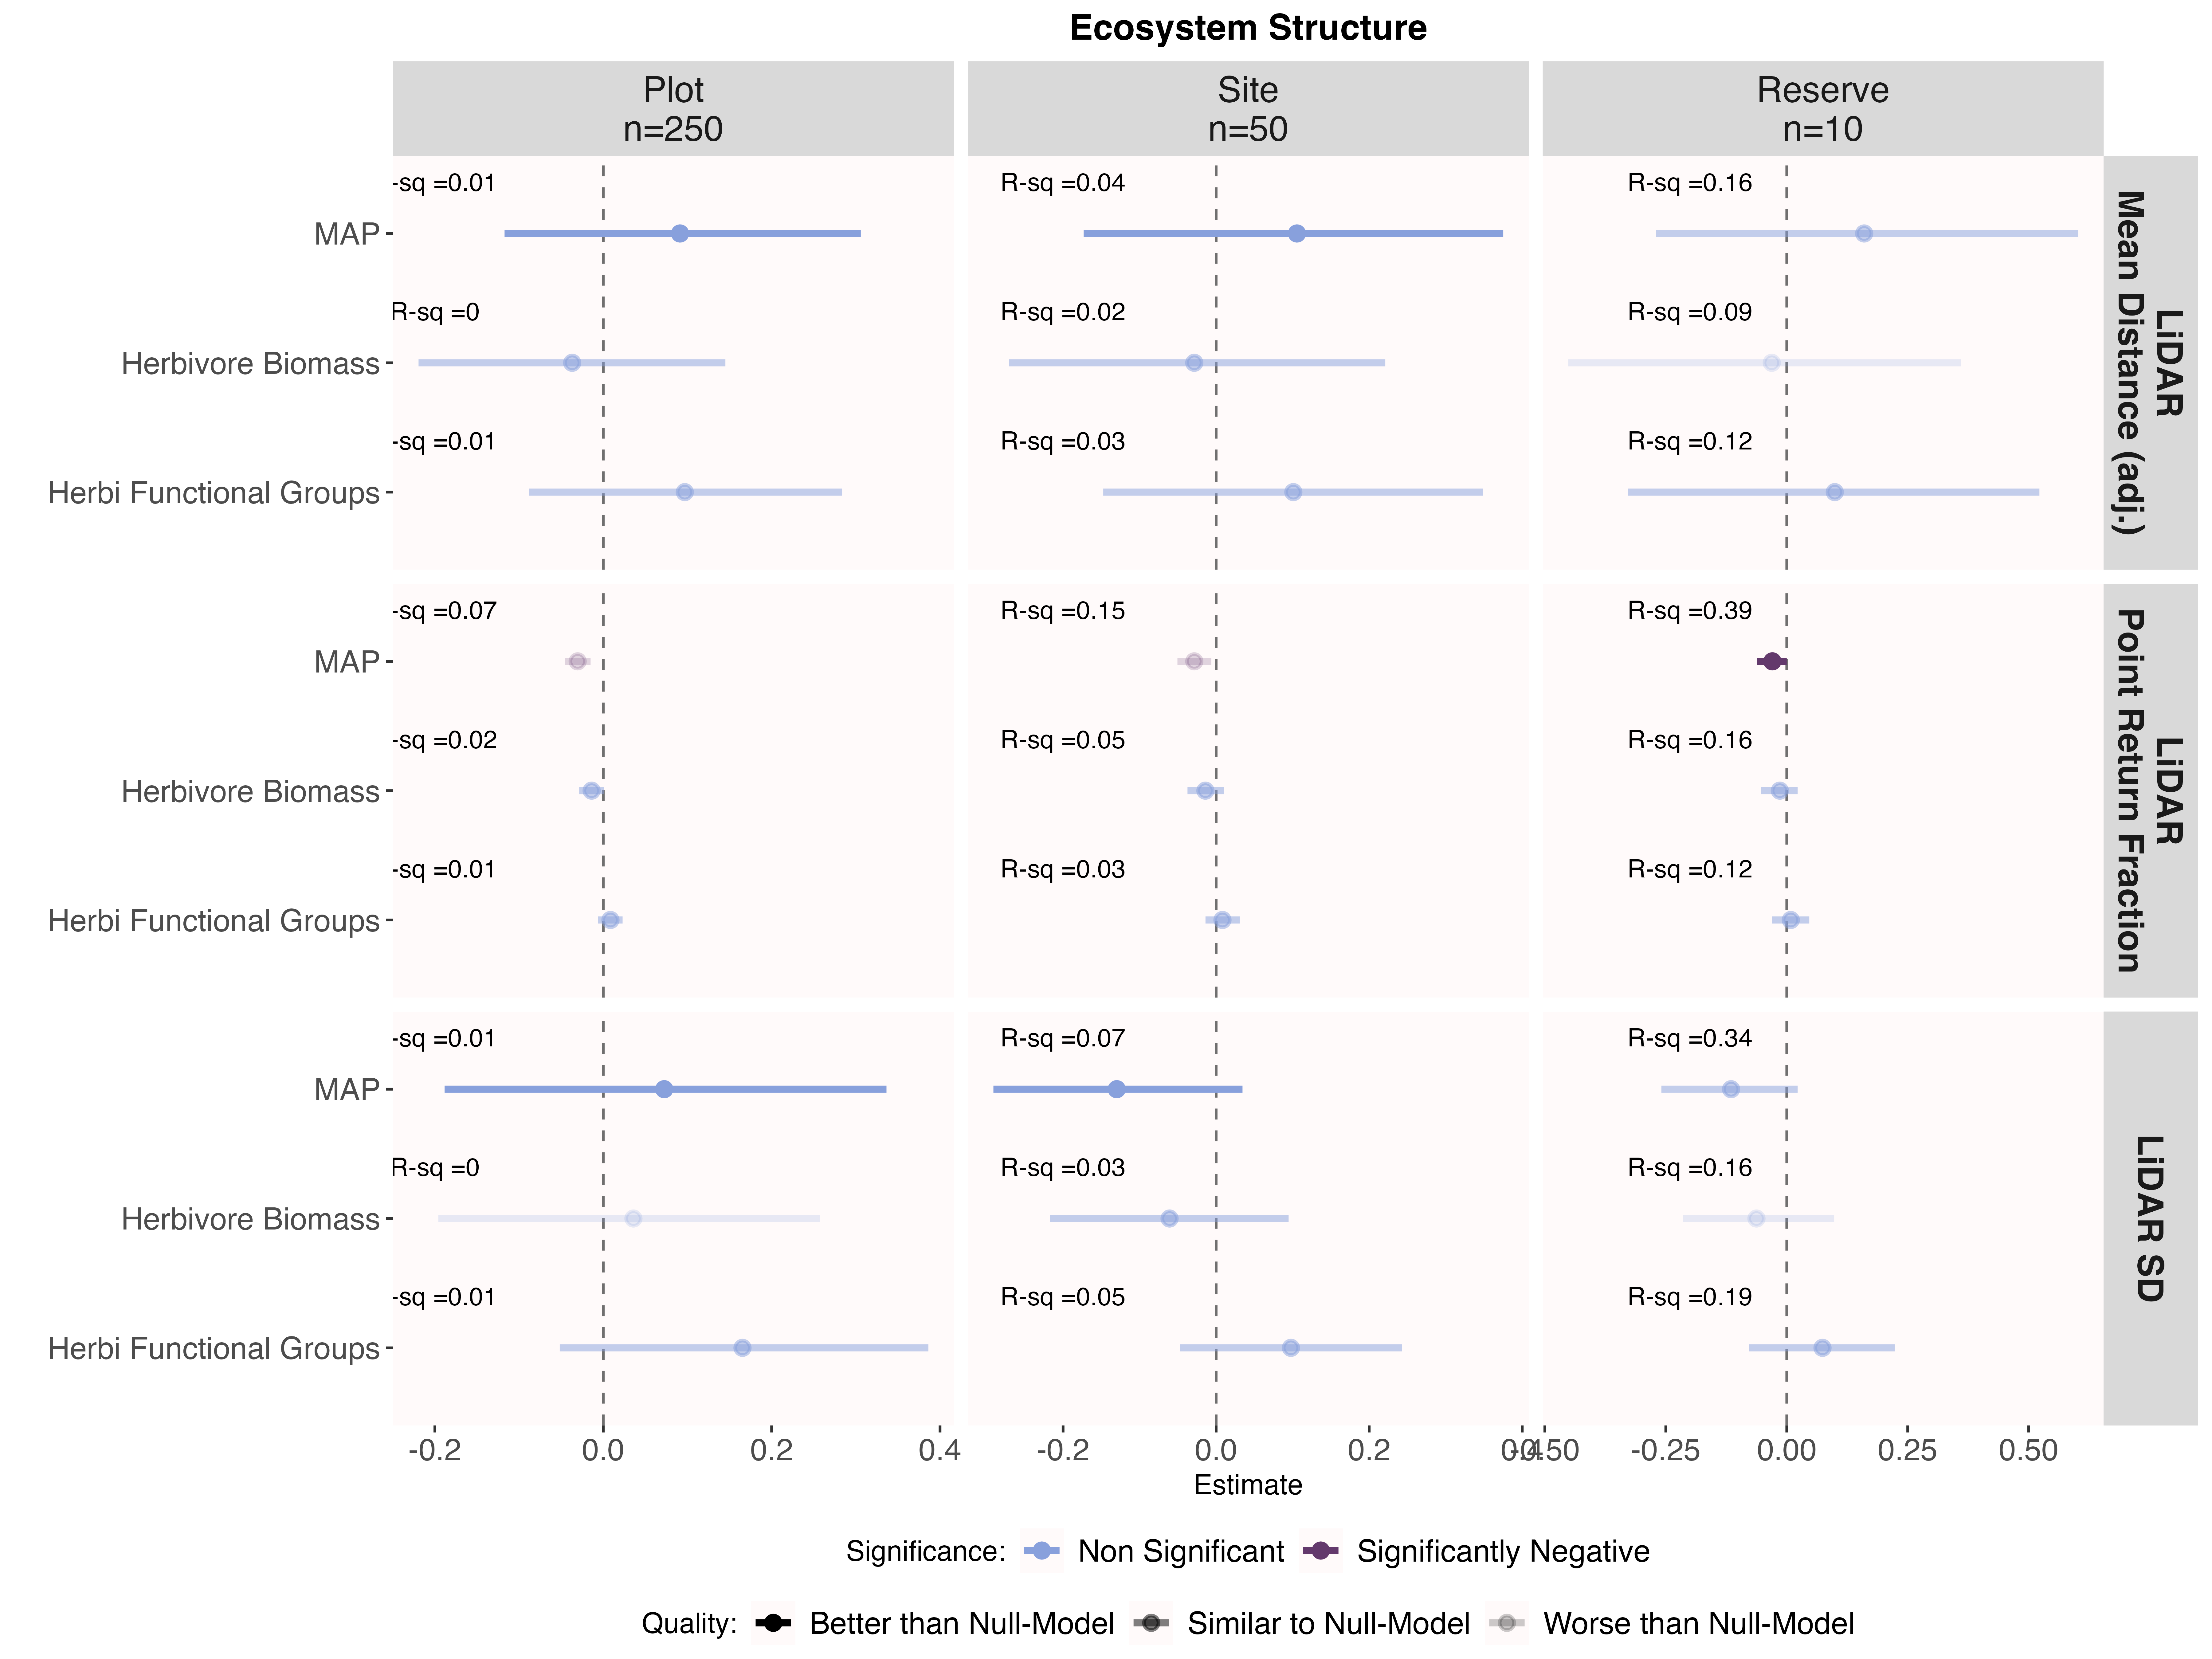 Ecosystem Structure
Plot
n=250
Site
n=50
Reserve
n=10
-sq =0.01
R-sq =0.04
R-sq =0.16
MAP
R-sq =0
R-sq =0.02
R-sq =0.09
Herbivore Biomass
-sq =0.01
R-sq =0.03
R-sq =0.12
Herbi Functional Groups
LiDAR
Mean Distance (adj.)
-sq =0.07
R-sq =0.15
R-sq =0.39
MAP
-sq =0.02
R-sq =0.05
R-sq =0.16
Herbivore Biomass
-sq =0.01
R-sq =0.03
R-sq =0.12
Herbi Functional Groups
LiDAR
Point Return Fraction
-sq =0.01
R-sq =0.07
R-sq =0.34
MAP
R-sq =0
R-sq =0.03
R-sq =0.16
Herbivore Biomass
-sq =0.01
R-sq =0.05
R-sq =0.19
Herbi Functional Groups
LiDAR SD
-0.2 0.0 0.2 0.4
-0.2 0.0 0.2 0.4
-0.50 -0.25 0.00 0.25 0.50
Estimate
Significance: Non Significant Significantly Negative
Quality: Better than Null-Model Similar to Null-Model Worse than Null-Model